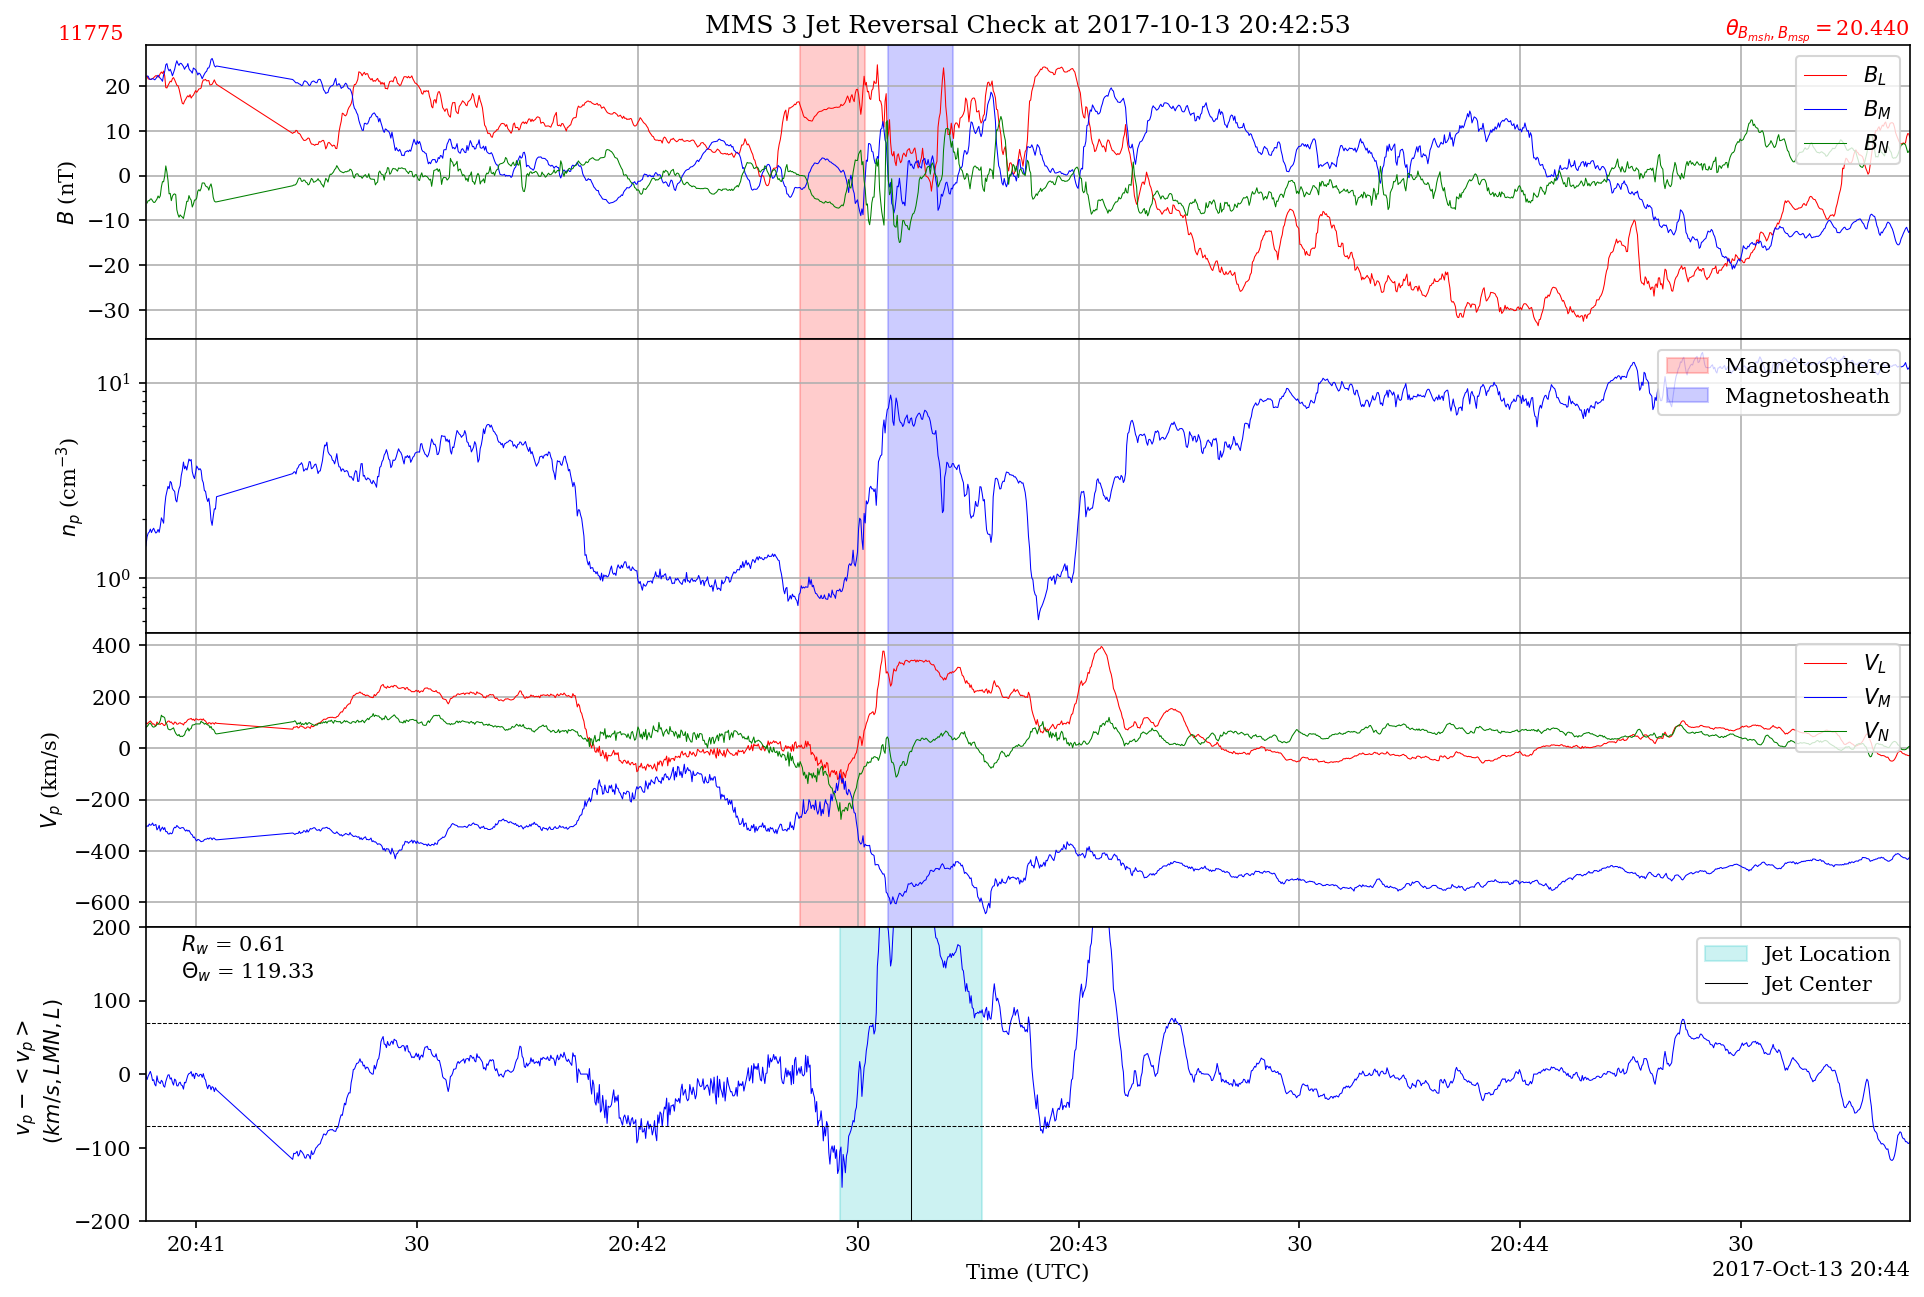 MMS 3 Jet Reversal Check at 2017-10-13 20:42:53
11775
θ_{B_{msh}, B_{msp}} = 20.440
20
10
0
−10
−20
−30
B (nT)
B_L
B_M
B_N
10^1
10^0
n_p (cm^{−3})
Magnetosphere
Magnetosheath
400
200
0
−200
−400
−600
V_p (km/s)
V_L
V_M
V_N
200
100
0
−100
−200
v_p − < v_p >
(km/s, LMN, L)
R_w = 0.61
Θ_w = 119.33
Jet Location
Jet Center
20:41
30
20:42
30
20:43
30
20:44
30
Time (UTC)
2017-Oct-13 20:44